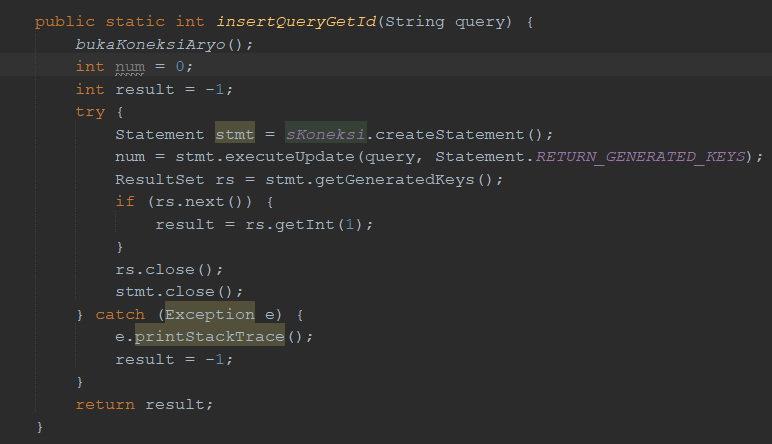 public static int insertQueryGetId(String query) {
bukaKoneksiAryo();
int num = 0;
int result = -1;
try {
Statement stmt = sKoneksi.createStatement();
num = stmt.executeUpdate(query, Statement.RETURN_GENERATED_KEYS);
ResultSet rs = stmt.getGeneratedKeys();
if (rs.next()) {
result = rs.getInt(1);
}
rs.close();
stmt.close();
} catch (Exception e) {
e.printStackTrace();
result = -1;
}
return result;
}